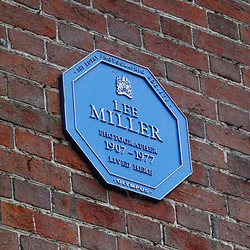 LEE
MILLER
PHOTOGRAPHER
1907-1977
LIVED HERE
OLYMPUS